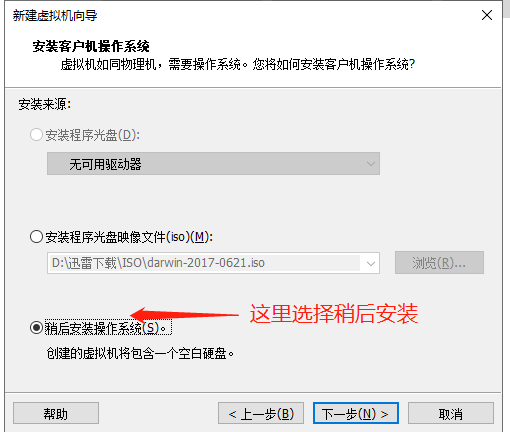 新建虚拟机向导
安装客户机操作系统
虚拟机如同物理机，需要操作系统。您将如何安装客户机操作系统?
安装来源:
安装程序光盘(D):
无可用驱动器
安装程序光盘映像文件(iso)(M):
D:\迅雷下载\ISO\darwin-2017-0621.iso
浏览(R)...
稍后安装操作系统(S)。
这里选择稍后安装
创建的虚拟机将包含一个空白硬盘。
帮助
< 上一步(B)
下一步(N) >
取消